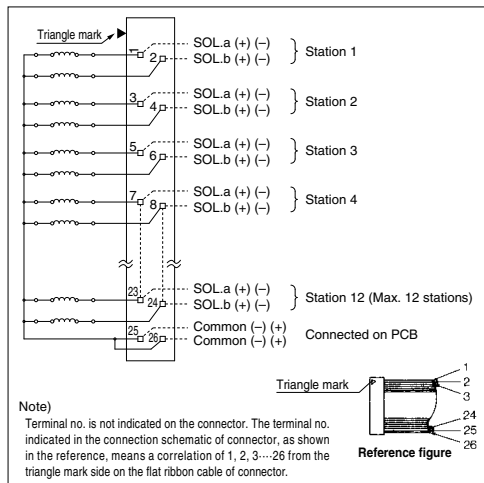 Triangle mark
1
SOL.a (+) (–)
2
SOL.b (+) (–)
Station 1
3
SOL.a (+) (–)
4
SOL.b (+) (–)
Station 2
5
SOL.a (+) (–)
6
SOL.b (+) (–)
Station 3
7
SOL.a (+) (–)
8
SOL.b (+) (–)
Station 4
23
SOL.a (+) (–)
24
SOL.b (+) (–)
Station 12 (Max. 12 stations)
25
Common (–) (+)
26
Common (–) (+)
Connected on PCB
Triangle mark
1
2
3
24
25
26
Reference figure
Note)
Terminal no. is not indicated on the connector. The terminal no.
indicated in the connection schematic of connector, as shown
in the reference, means a correlation of 1, 2, 3····26 from the
triangle mark side on the flat ribbon cable of connector.